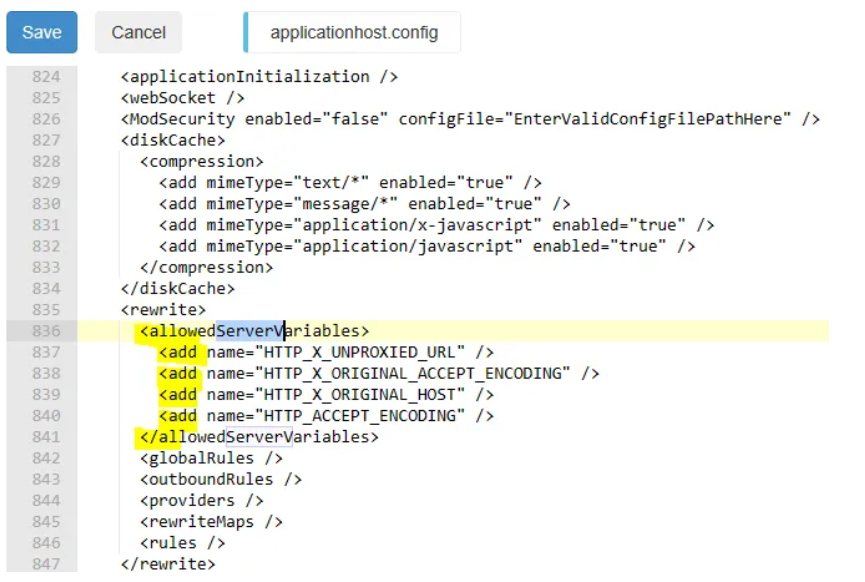 Save Cancel applicationhost.config
824 <applicationInitialization />
825 <webSocket />
826 <ModSecurity enabled="false" configFile="EnterValidConfigFilePathHere" />
827 <diskCache>
828 <compression>
829 <add mimeType="text/*" enabled="true" />
830 <add mimeType="message/*" enabled="true" />
831 <add mimeType="application/x-javascript" enabled="true" />
832 <add mimeType="application/javascript" enabled="true" />
833 </compression>
834 </diskCache>
835 <rewrite>
836 <allowedServerVariables>
837 <add name="HTTP_X_UNPROXIED_URL" />
838 <add name="HTTP_X_ORIGINAL_ACCEPT_ENCODING" />
839 <add name="HTTP_X_ORIGINAL_HOST" />
840 <add name="HTTP_ACCEPT_ENCODING" />
841 </allowedServerVariables>
842 <globalRules />
843 <outboundRules />
844 <providers />
845 <rewriteMaps />
846 <rules />
847 </rewrite>